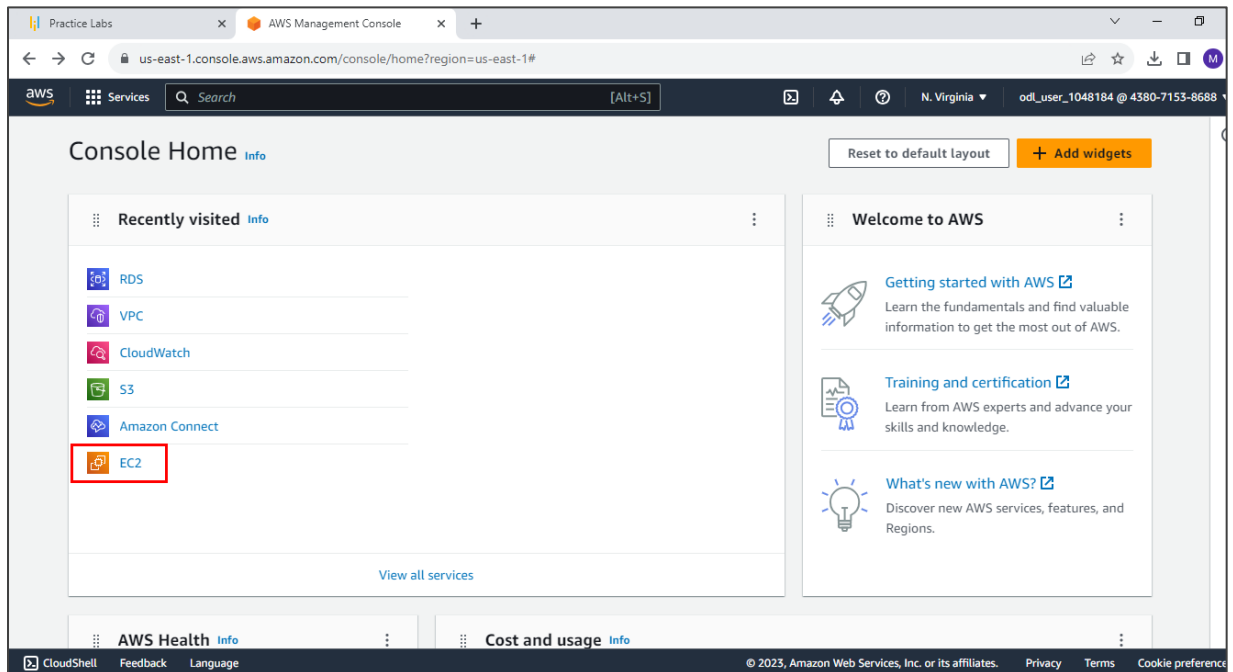 Practice Labs
AWS Management Console
us-east-1.console.aws.amazon.com/console/home?region=us-east-1#
M
aws
Services
Search
[Alt+S]
N. Virginia
odl_user_1048184 @ 4380-7153-8688
Console Home Info
Reset to default layout
+ Add widgets
Recently visited Info
RDS
VPC
CloudWatch
S3
Amazon Connect
EC2
View all services
Welcome to AWS
Getting started with AWS
Learn the fundamentals and find valuable
information to get the most out of AWS.
Training and certification
Learn from AWS experts and advance your
skills and knowledge.
What's new with AWS?
Discover new AWS services, features, and
Regions.
AWS Health Info
Cost and usage Info
CloudShell
Feedback
Language
© 2023, Amazon Web Services, Inc. or its affiliates.
Privacy
Terms
Cookie preference